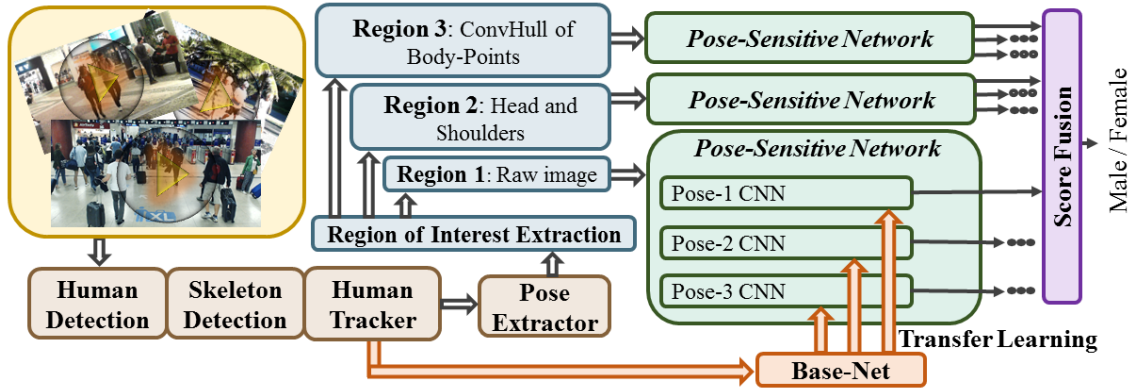 Region 3: ConvHull of
Body-Points
Pose-Sensitive Network
Region 2: Head and
Shoulders
Pose-Sensitive Network
Region 1: Raw image
Pose-Sensitive Network
Pose-1 CNN
Pose-2 CNN
Pose-3 CNN
Score Fusion
Male / Female
Region of Interest Extraction
Human
Detection
Skeleton
Detection
Human
Tracker
Pose
Extractor
Transfer Learning
Base-Net
XL